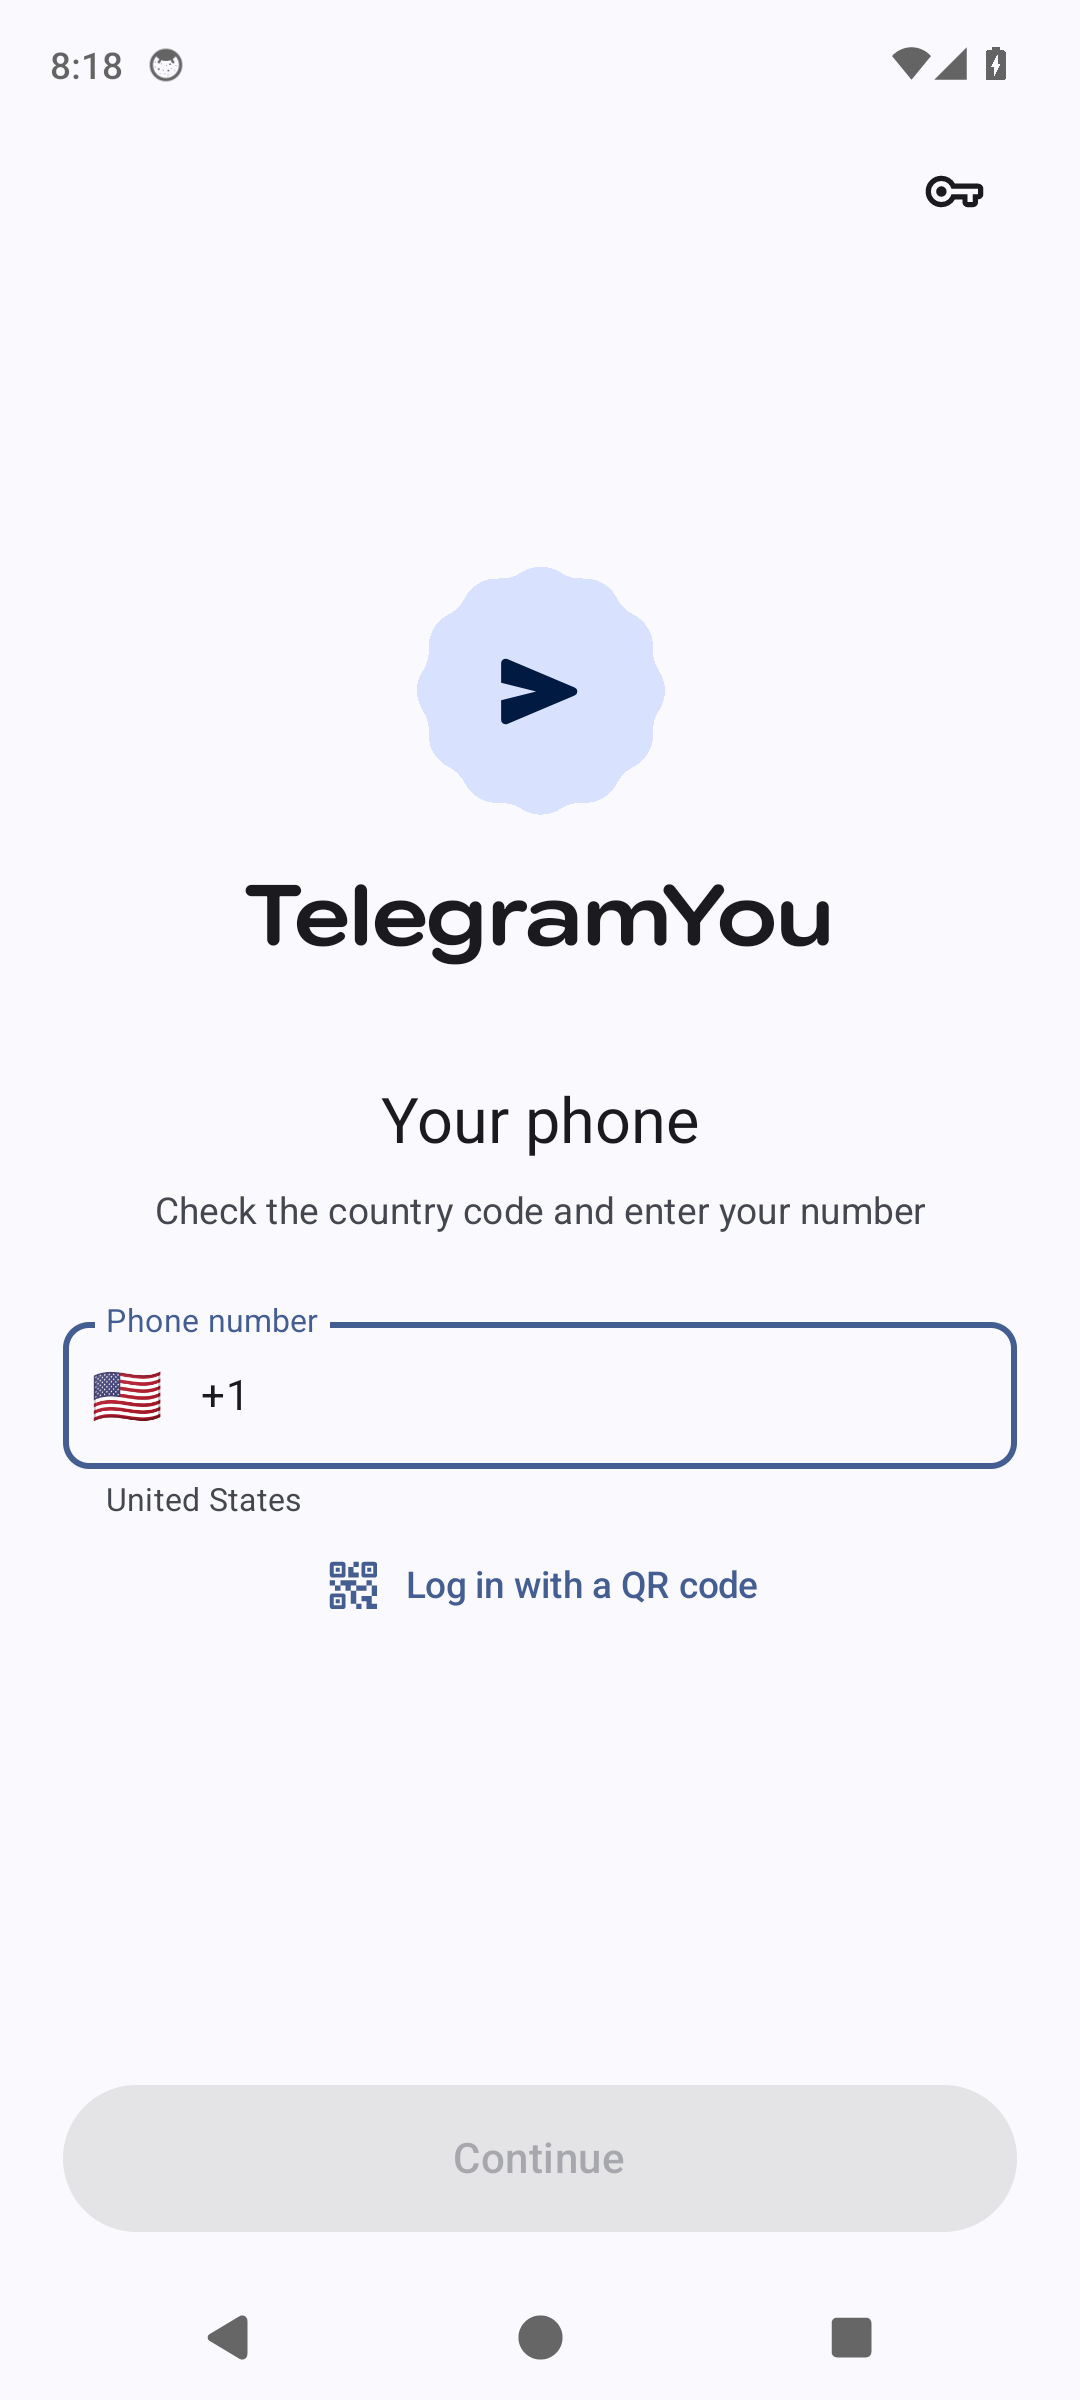 8:18
TelegramYou
Your phone
Check the country code and enter your number
Phone number
+1
United States
Log in with a QR code
Continue